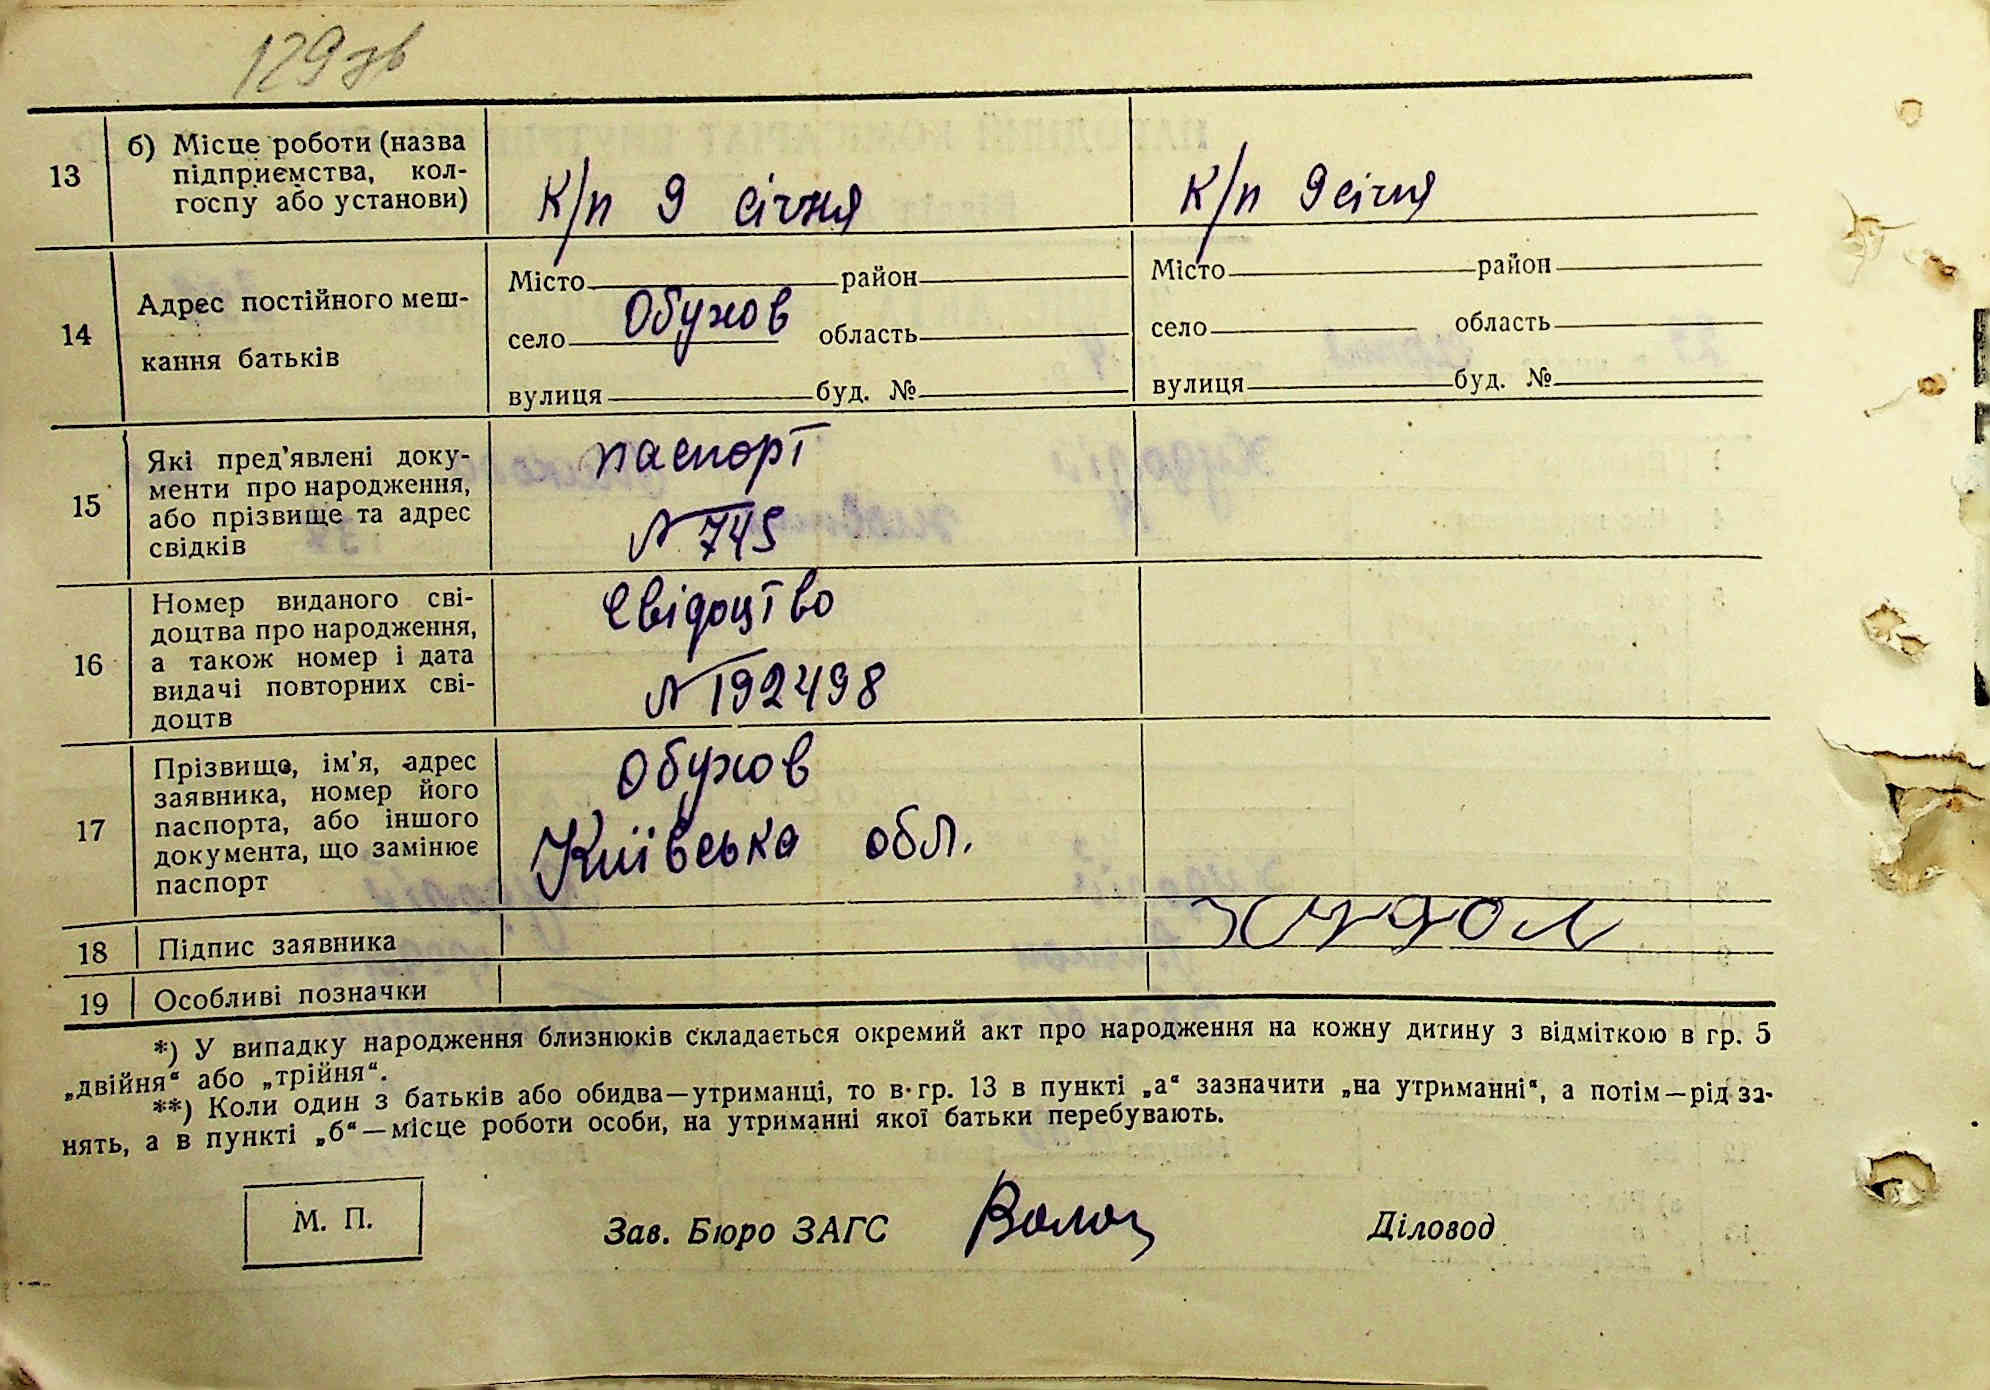 129 зв
13
б) Місце роботи (назва
підприємства, кол-
госпу або установи)
К/п 9 січня
К/п 9 січня
14
Адрес постійного меш-
кання батьків
Місто район
село Обухов область
вулиця буд. №
Місто район
село область
вулиця буд. №
15
Які пред'явлені доку-
менти про народження,
або прізвище та адрес
свідків
паспорт
№ 745
16
Номер виданого сві-
доцтва про народження,
а також номер і дата
видачі повторних сві-
доцтв
Свідоцтво
№ 192498
17
Прізвище, ім'я, адрес
заявника, номер його
паспорта, або іншого
документа, що замінює
паспорт
Обухов
Київська обл.
18
Підпис заявника
19
Особливі позначки
*) У випадку народження близнюків складається окремий акт про народження на кожну дитину з відміткою в гр. 5
„двійня“ або „трійня“.
**) Коли один з батьків або обидва—утриманці, то в гр. 13 в пункті „а“ зазначити „на утриманні“, а потім—рід за-
нять, а в пункті „б“—місце роботи особи, на утриманні якої батьки перебувають.
М. П.
Зав. Бюро ЗАГС
Діловод